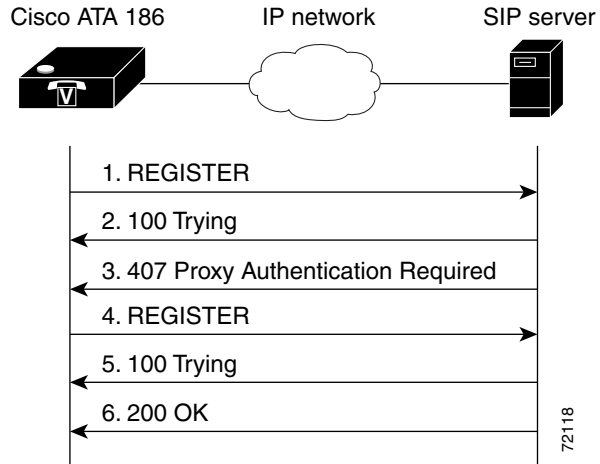 Cisco ATA 186 IP network SIP server
V
1. REGISTER
2. 100 Trying
3. 407 Proxy Authentication Required
4. REGISTER
5. 100 Trying
6. 200 OK
72118